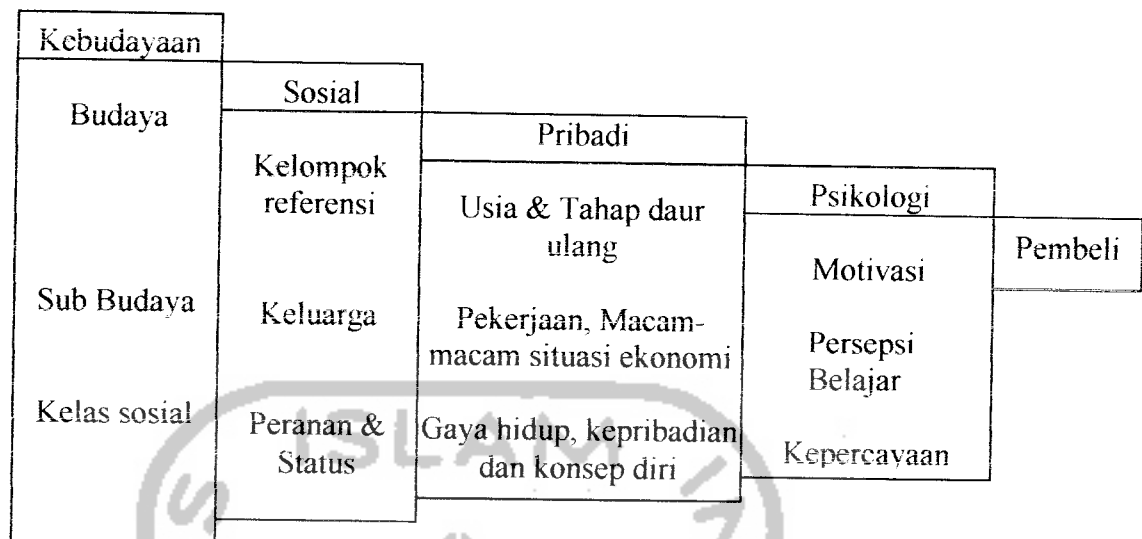 Kebudayaan
Budaya
Sub Budaya
Kelas sosial
Sosial
Kelompok
referensi
Keluarga
Peranan &
Status
Pribadi
Usia & Tahap daur
ulang
Pekerjaan, Macam-
macam situasi ekonomi
Gaya hidup, kepribadian
dan konsep diri
Psikologi
Motivasi
Persepsi
Belajar
Kepercayaan
Pembeli
ISLAM